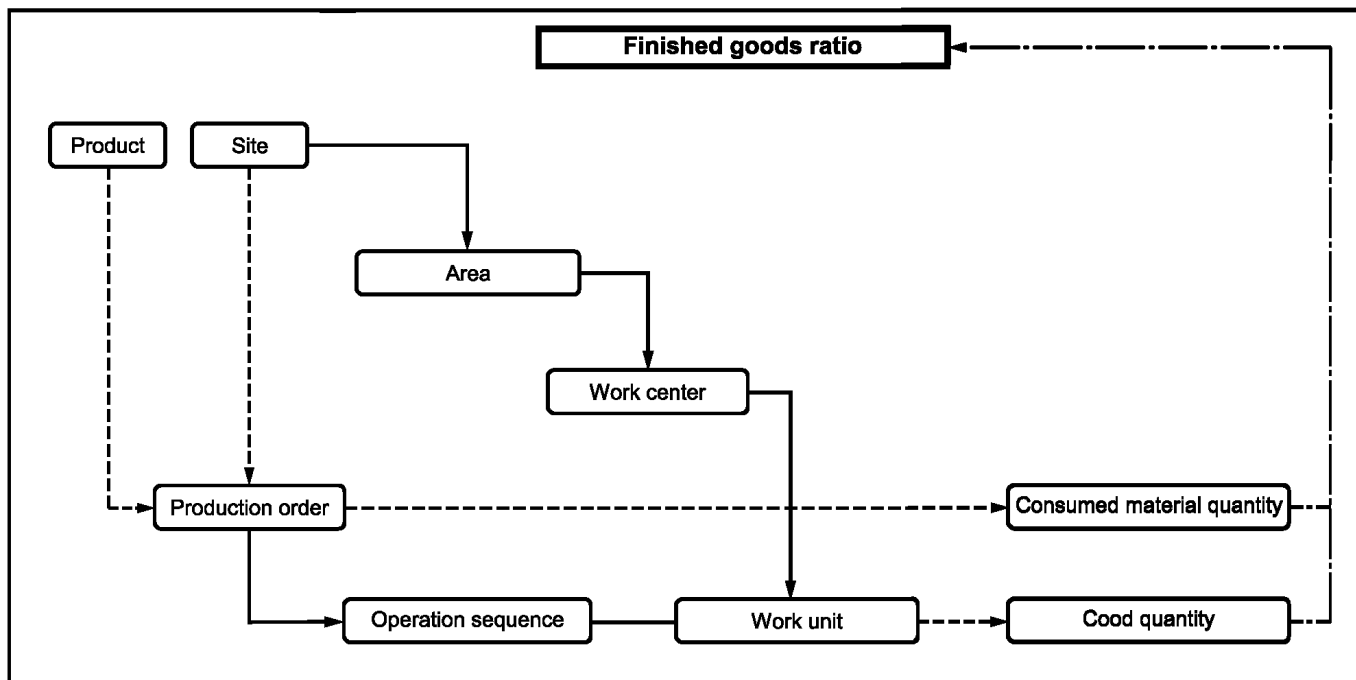 Finished goods ratio
Product
Site
Area
Work center
Production order
Consumed material quantity
Operation sequence
Work unit
Cood quantity